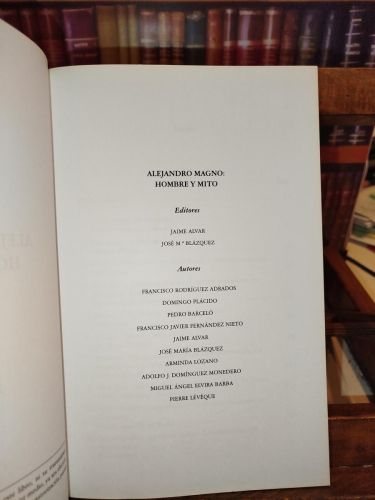 ALEJANDRO MAGNO:
HOMBRE Y MITO
Editores
JAIME ALVAR
JOSÉ M.ª BLÁZQUEZ
Autores
FRANCISCO RODRÍGUEZ ADRADOS
DOMINGO PLÁCIDO
PEDRO BARCELÓ
FRANCISCO JAVIER FERNÁNDEZ NIETO
JAIME ALVAR
JOSÉ MARÍA BLÁZQUEZ
ARMINDA LOZANO
ADOLFO J. DOMÍNGUEZ MONEDERO
MIGUEL ÁNGEL ELVIRA BARBA
PIERRE LÉVÊQUE